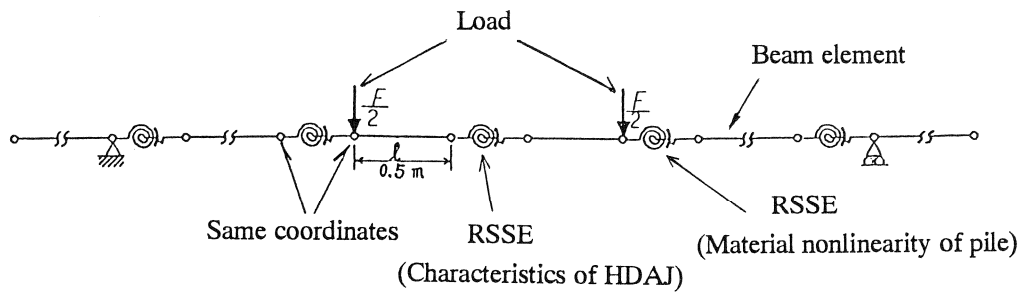 Load
Beam element
F/2
F/2
l
0.5 m
Same coordinates
RSSE
(Characteristics of HDAJ)
RSSE
(Material nonlinearity of pile)